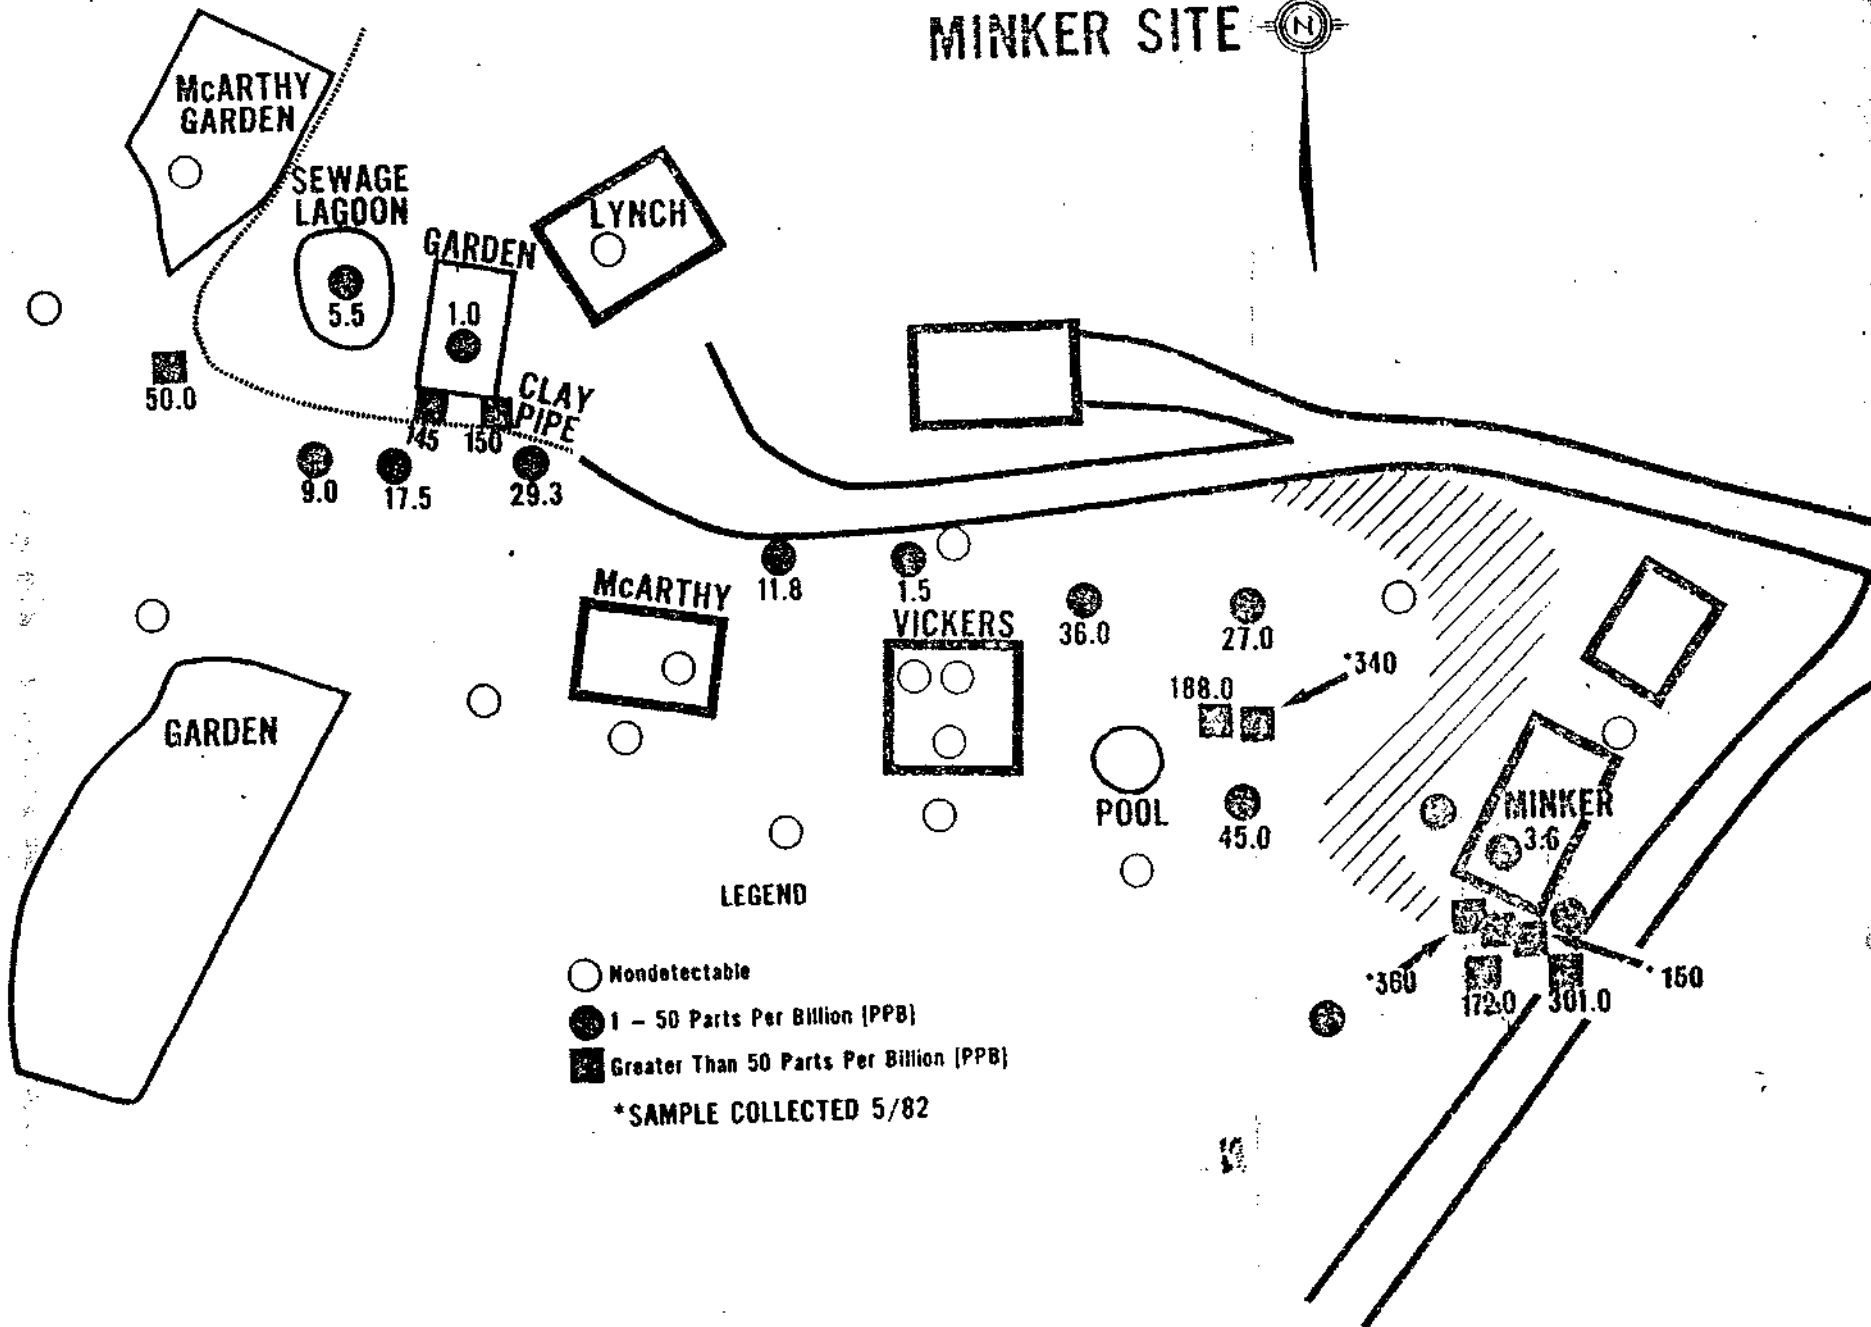 MINKER SITE
N
McARTHY
GARDEN
SEWAGE
LAGOON
5.5
GARDEN
1.0
LYNCH
50.0
CLAY
PIPE
145
150
9.0
17.5
29.3
11.8
1.5
McARTHY
VICKERS
36.0
27.0
*340
188.0
GARDEN
POOL
45.0
MINKER
3.6
*360
172.0
301.0
*150
LEGEND
Nondetectable
1 - 50 Parts Per Billion (PPB)
Greater Than 50 Parts Per Billion (PPB)
*SAMPLE COLLECTED 5/82